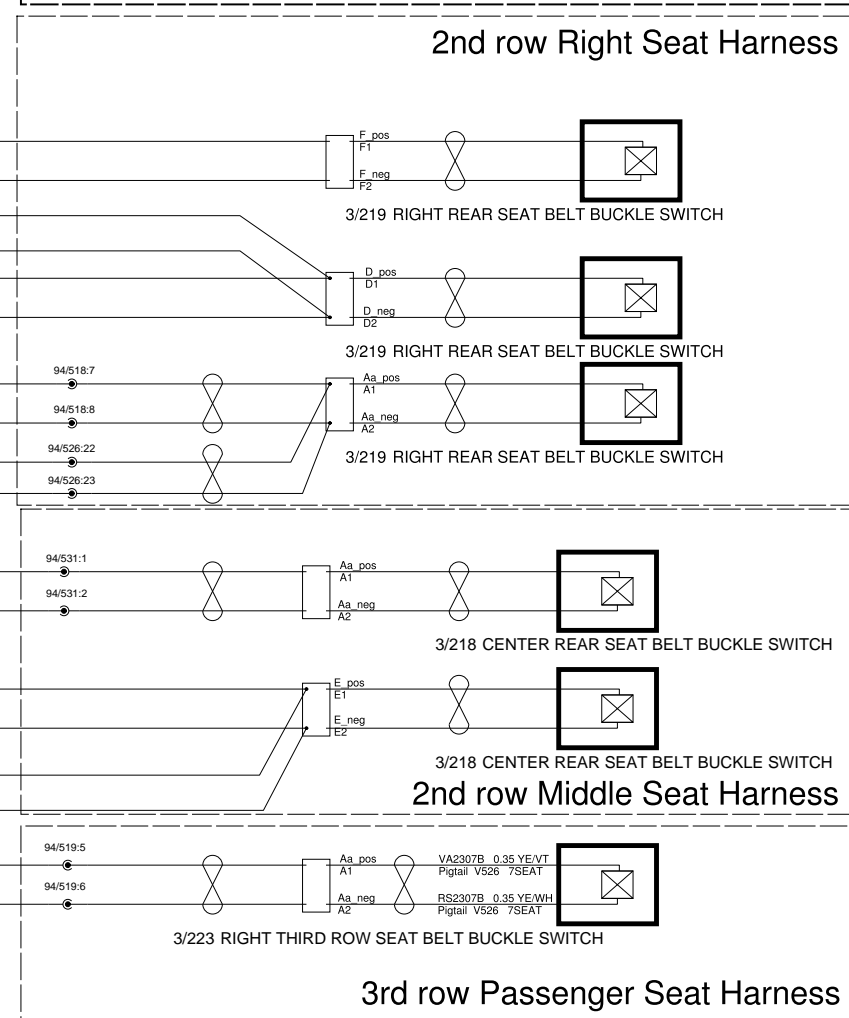 2nd row Right Seat Harness
F_pos
F1
F_neg
F2
3/219 RIGHT REAR SEAT BELT BUCKLE SWITCH
D_pos
D1
D_neg
D2
3/219 RIGHT REAR SEAT BELT BUCKLE SWITCH
94/518:7
Aa_pos
A1
94/518:8
Aa_neg
A2
94/526:22
3/219 RIGHT REAR SEAT BELT BUCKLE SWITCH
94/526:23
94/531:1
Aa_pos
A1
94/531:2
Aa_neg
A2
3/218 CENTER REAR SEAT BELT BUCKLE SWITCH
E_pos
E1
E_neg
E2
3/218 CENTER REAR SEAT BELT BUCKLE SWITCH
2nd row Middle Seat Harness
94/519:5
Aa_pos
A1
VA2307B 0.35 YE/VT
Pigtail V526 7SEAT
94/519:6
Aa_neg
A2
RS2307B 0.35 YE/WH
Pigtail V526 7SEAT
3/223 RIGHT THIRD ROW SEAT BELT BUCKLE SWITCH
3rd row Passenger Seat Harness